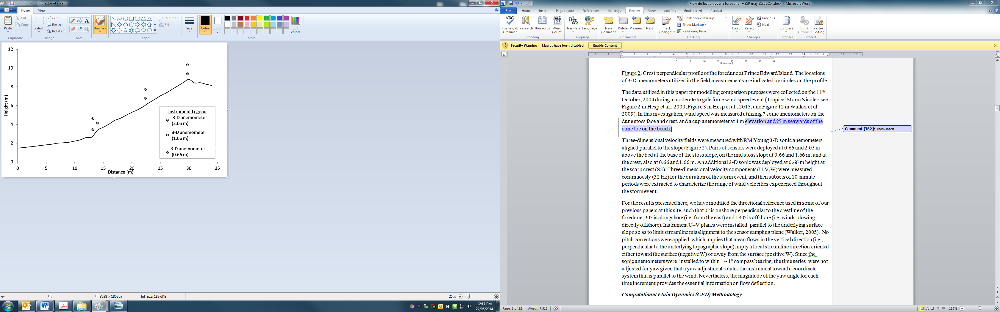 Figure 2.emf - Paint
Home View
Paste
Cut
Copy
Clipboard
Select
Crop
Resize
Rotate
Image
Tools
Brushes
Outline
Fill
Shapes
Size
Color 1
Color 2
Edit colors
Colors
12
10
8
6
4
2
0
Height (m)
0 5 10 15 20 25 30 35
Distance (m)
Instrument Legend
3-D anemometer
(2.05 m)
3-D anemometer
(1.66 m)
3-D anemometer
(0.66 m)
3028 × 1809px
Size: 189.6KB
25%
12:17 PM
22/05/2014
Flow deflection over a foredune -HESP may 21st 2014.docx - Microsoft Word
File Home Insert Page Layout References Mailings Review View Add-Ins EndNote X6 Acrobat
Spelling & Grammar
Research
Thesaurus
Word Count
Proofing
Translate
Language
Language
New Comment
Delete
Previous
Next
Comments
Track Changes
Final: Show Markup
Show Markup
Reviewing Pane
Tracking
Accept
Reject
Previous
Next
Changes
Compare
Compare
Block Authors
Restrict Editing
Protect
Security Warning Macros have been disabled. Enable Content
2 1 1 2 3 4 5 6 7 8 9 10 11 12 13 14 15 17 18
0 5 10 15 20 25 30 35
Distance (m)
Figure 2. Crest perpendicular profile of the foredune at Prince Edward Island. The locations
of 3-D anemometers utilized in the field measurements are indicated by circles on the profile.
The data utilized in this paper for modelling comparison purposes were collected on the 11th
October, 2004 during a moderate to gale force wind speed event (Tropical Storm Nicole - see
Figure 2 in Hesp et al., 2009, Figure 3 in Hesp et al., 2013, and Figure 12 in Walker et al.
2009). In this investigation, wind speed was measured utilizing 7 sonic anemometers on the
dune stoss face and crest, and a cup anemometer at 4 m elevation and ?? m seawards of the
dune toe on the beach.
Comment [TS2]: Thom insert
Three-dimensional velocity fields were measured with RM Young 3-D sonic anemometers
aligned parallel to the slope (Figure 2). Pairs of sensors were deployed at 0.66 and 2.05 m
above the bed at the base of the stoss slope, on the mid stoss slope at 0.66 and 1.66 m, and at
the crest, also at 0.66 and 1.66 m. An additional 3-D sonic was deployed at 0.66 m height at
the scarp crest (S3). Three-dimensional velocity components (U,V,W) were measured
continuously (32 Hz) for the duration of the storm event, and then subsets of 10-minute
periods were extracted to characterize the range of wind velocities experienced throughout
the storm event.
For the results presented here, we have modified the directional reference used in some of our
previous papers at this site, such that 0° is onshore perpendicular to the crestline of the
foredune, 90° is alongshore (i.e. from the east) and 180° is offshore (i.e. winds blowing
directly offshore). Instrument U–V planes were installed parallel to the underlying surface
slope so as to limit streamline misalignment to the sensor sampling plane (Walker, 2005). No
pitch corrections were applied, which implies that mean flows in the vertical direction (i.e.,
perpendicular to the underlying topographic slope) imply a local streamline direction oriented
either toward the surface (negative W) or away from the surface (positive W). Since the
sonic anemometers were installed to within +/- 1⁰ compass bearing, the time series were not
adjusted for yaw given that a yaw adjustment rotates the instrument toward a coordinate
system that is parallel to the wind. Nevertheless, the magnitude of the yaw angle for each
time increment provides the essential information on flow deflection.
Computational Fluid Dynamics (CFD) Methodology
Page: 5 of 22 Words: 7,518
116%